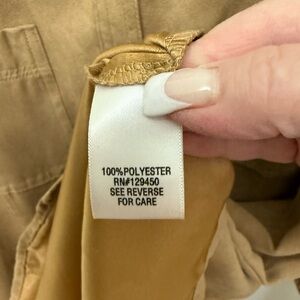 100%POLYESTER
RN#129450
SEE REVERSE
FOR CARE